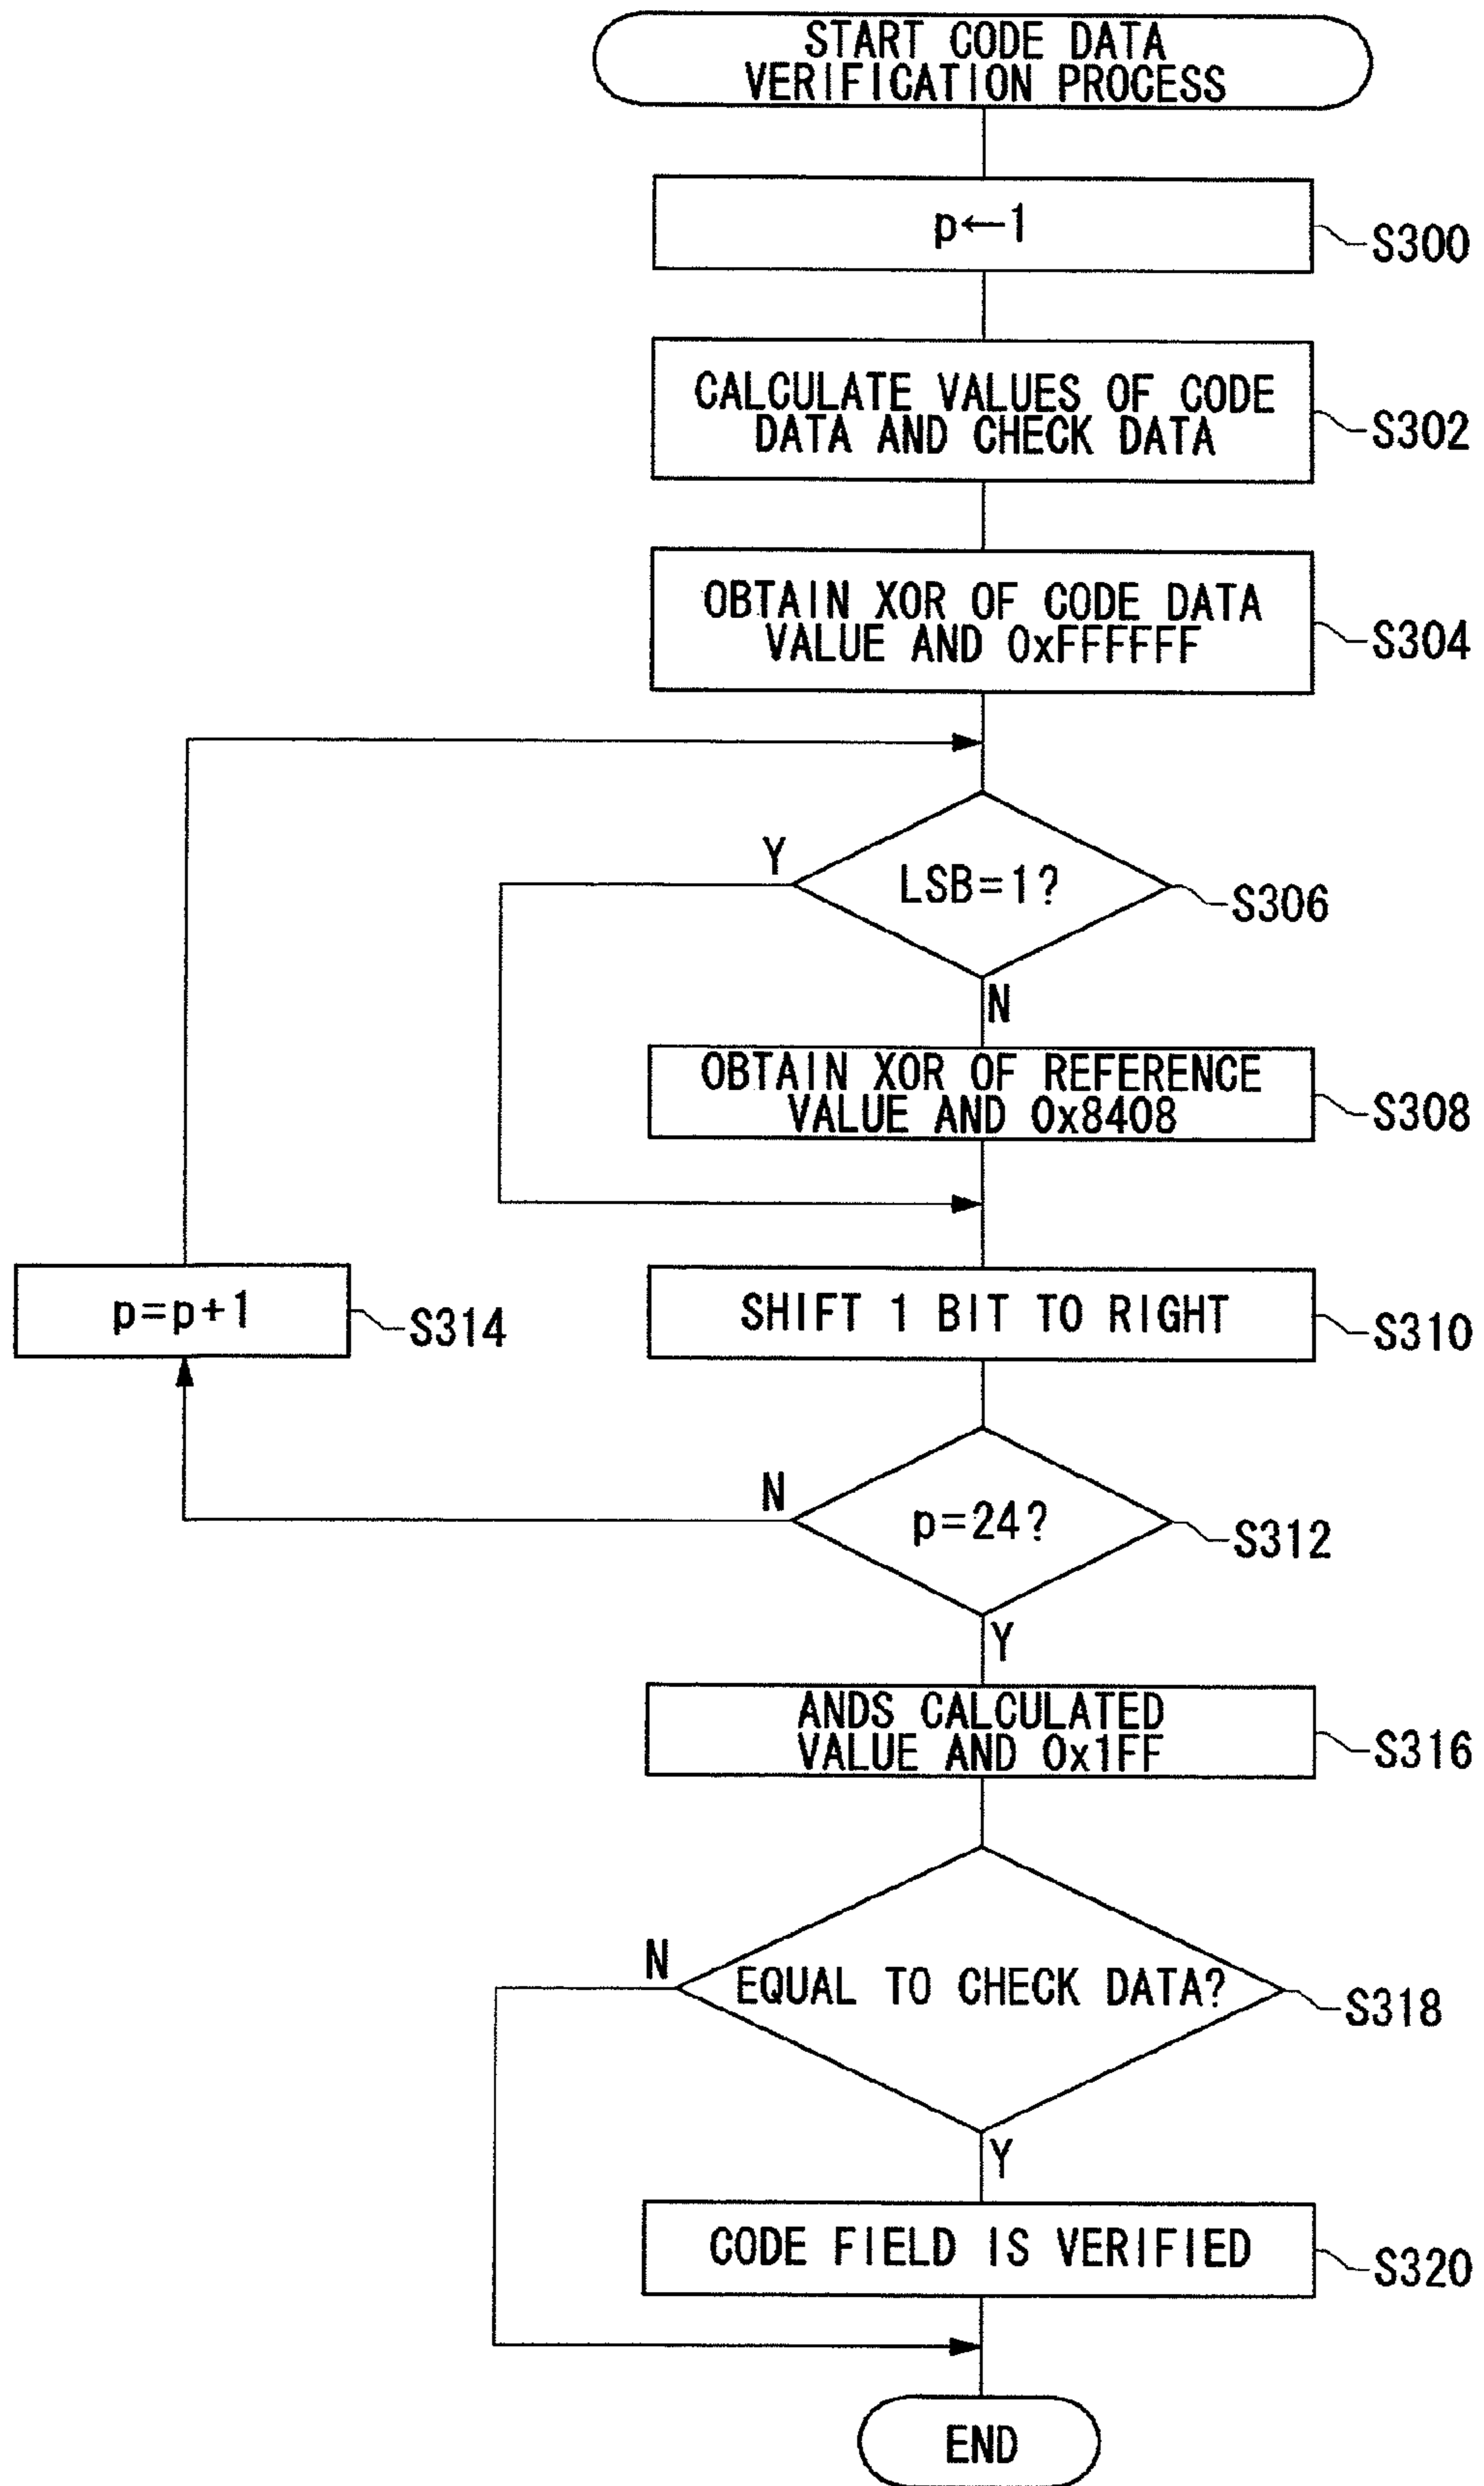 START CODE DATA
VERIFICATION PROCESS
p←1
S300
CALCULATE VALUES OF CODE
DATA AND CHECK DATA
S302
OBTAIN XOR OF CODE DATA
VALUE AND 0xFFFFFF
S304
Y
LSB=1?
S306
N
OBTAIN XOR OF REFERENCE
VALUE AND 0x8408
S308
p=p+1
S314
SHIFT 1 BIT TO RIGHT
S310
N
p=24?
S312
Y
ANDS CALCULATED
VALUE AND 0x1FF
S316
N
EQUAL TO CHECK DATA?
S318
Y
CODE FIELD IS VERIFIED
S320
END